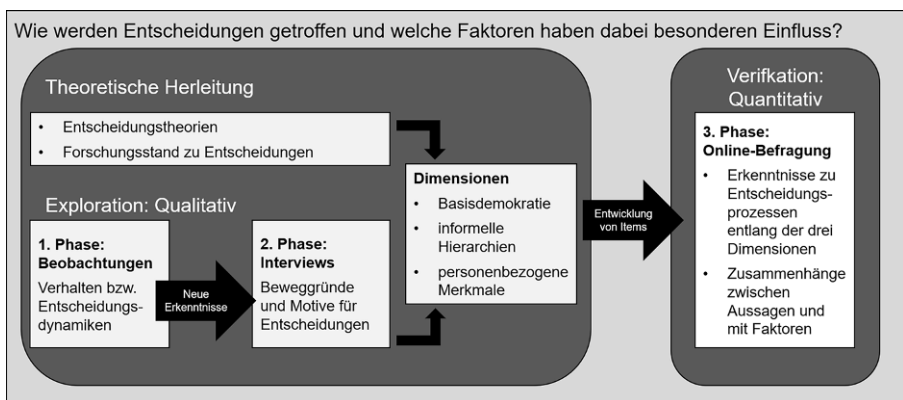 Wie werden Entscheidungen getroffen und welche Faktoren haben dabei besonderen Einfluss?
Theoretische Herleitung
• Entscheidungstheorien
• Forschungsstand zu Entscheidungen
Exploration: Qualitativ
1. Phase:
Beobachtungen
Verhalten bzw.
Entscheidungs-
dynamiken
Neue
Erkenntnisse
2. Phase:
Interviews
Beweggründe
und Motive für
Entscheidungen
Dimensionen
• Basisdemokratie
• informelle
Hierarchien
• personenbezogene
Merkmale
Entwicklung
von Items
Verifkation:
Quantitativ
3. Phase:
Online-Befragung
• Erkenntnisse zu
Entscheidungs-
prozessen
entlang der drei
Dimensionen
• Zusammenhänge
zwischen
Aussagen und
mit Faktoren